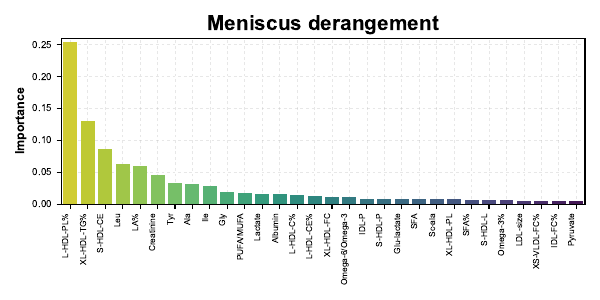 Meniscus derangement
Importance
0.25
0.20
0.15
0.10
0.05
0.00
L-HDL-PL%
XL-HDL-TG%
S-HDL-CE
Leu
LA%
Creatinine
Tyr
Ala
Ile
Gly
PUFA/MUFA
Lactate
Albumin
L-HDL-C%
L-HDL-CE%
XL-HDL-FC
Omega-6/Omega-3
IDL-P
S-HDL-P
Glu-lactate
SFA
XL-HDL-PL
SFA%
S-HDL-L
Omega-3%
LDL-size
XS-VLDL-FC%
IDL-FC%
Pyruvate